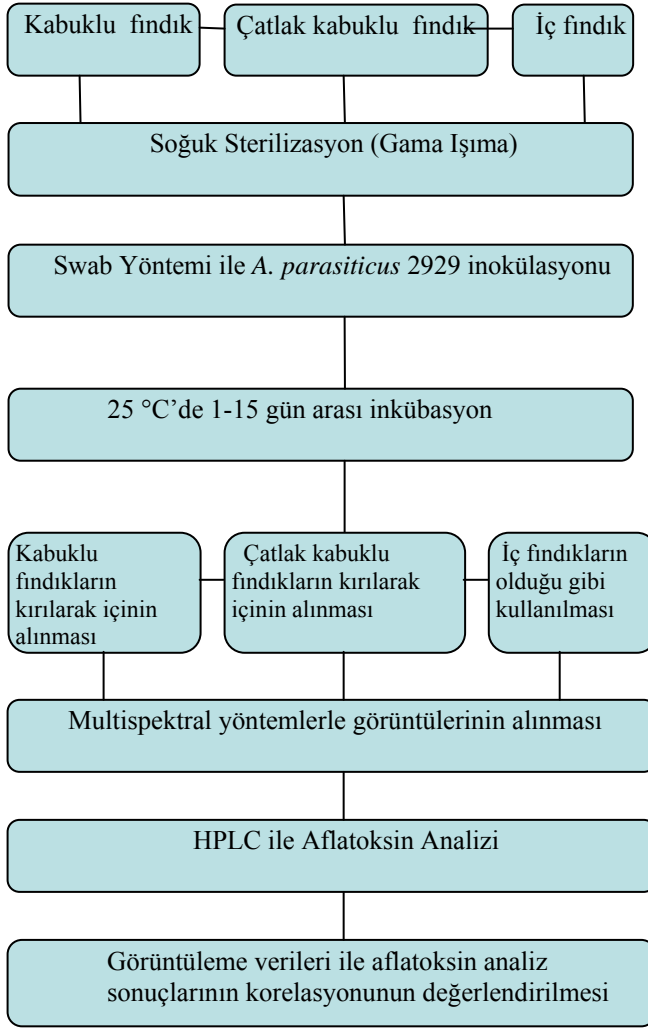 Kabuklu fındık
Çatlak kabuklu fındık
İç fındık
Soğuk Sterilizasyon (Gama Işıma)
Swab Yöntemi ile A. parasiticus 2929 inokülasyonu
25 °C’de 1-15 gün arası inkübasyon
Kabuklu
fındıkların
kırılarak içinin
alınması
Çatlak kabuklu
fındıkların kırılarak
içinin alınması
İç fındıkların
olduğu gibi
kullanılması
Multispektral yöntemlerle görüntülerinin alınması
HPLC ile Aflatoksin Analizi
Görüntüleme verileri ile aflatoksin analiz
sonuçlarının korelasyonunun değerlendirilmesi